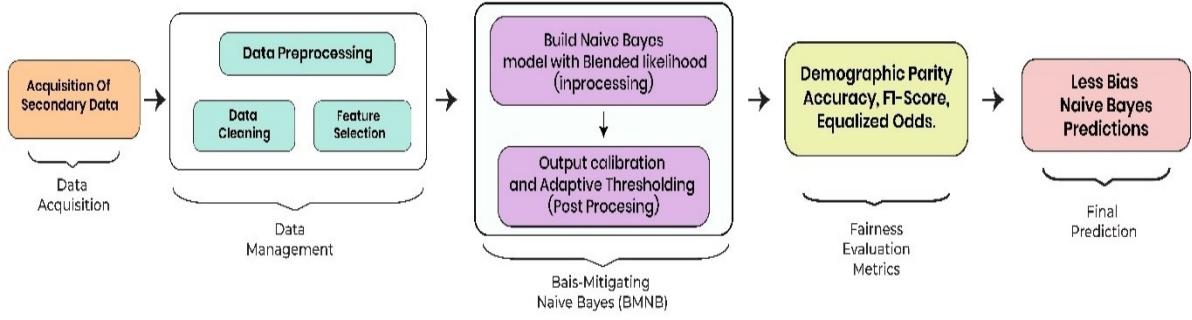 Acquisition Of
Secondary Data
Data
Acquisition
Data Preprocessing
Data
Cleaning
Feature
Selection
Data
Management
Build Naive Bayes
model with Blended likelihood
(inprocessing)
Output calibration
and Adaptive Thresholding
(Post Procesing)
Bais-Mitigating
Naive Bayes (BMNB)
Demographic Parity
Accuracy, F1-Score,
Equalized Odds.
Fairness
Evaluation
Metrics
Less Bias
Naive Bayes
Predictions
Final
Prediction